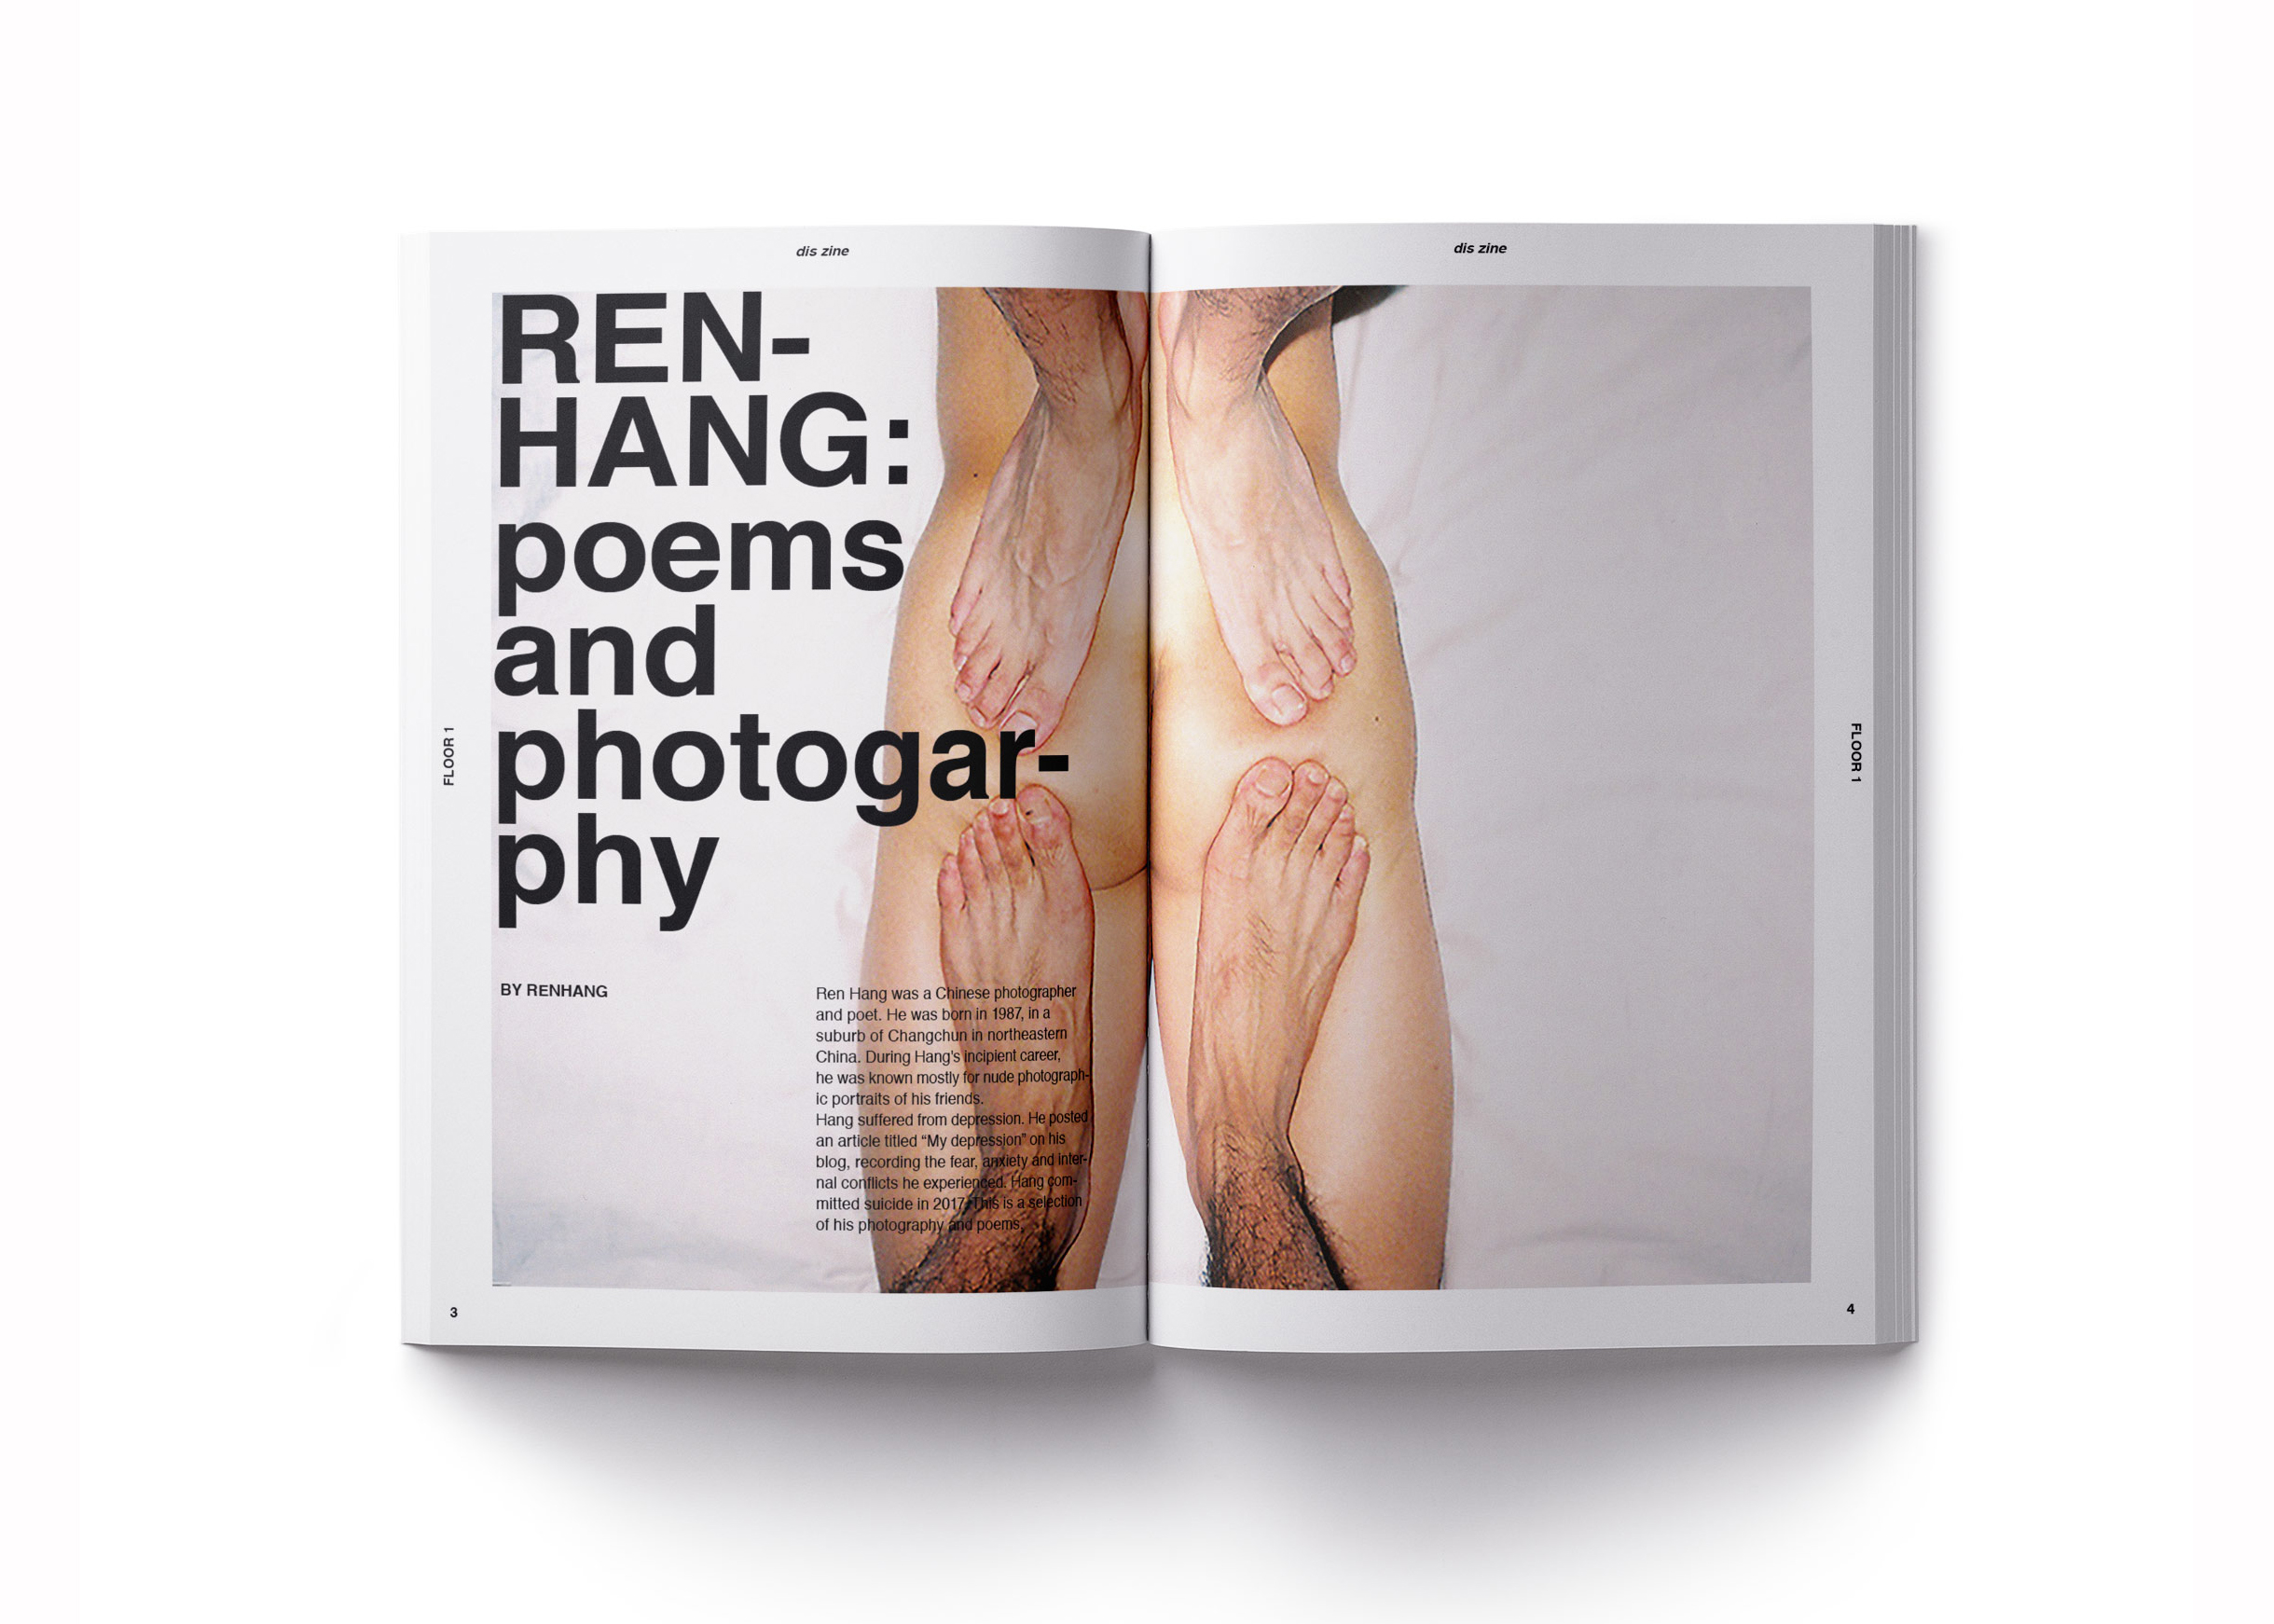 dis zine
dis zine
REN-
HANG:
poems
and
photogar-
phy
FLOOR 1
FLOOR 1
BY RENHANG
Ren Hang was a Chinese photographer
and poet. He was born in 1987, in a
suburb of Changchun in northeastern
China. During Hang's incipient career,
he was known mostly for nude photograph-
ic portraits of his friends.
Hang suffered from depression. He posted
an article titled “My depression” on his
blog, recording the fear, anxiety and inter-
nal conflicts he experienced. Hang com-
mitted suicide in 2017. This is a selection
of his photography and poems.
3
4